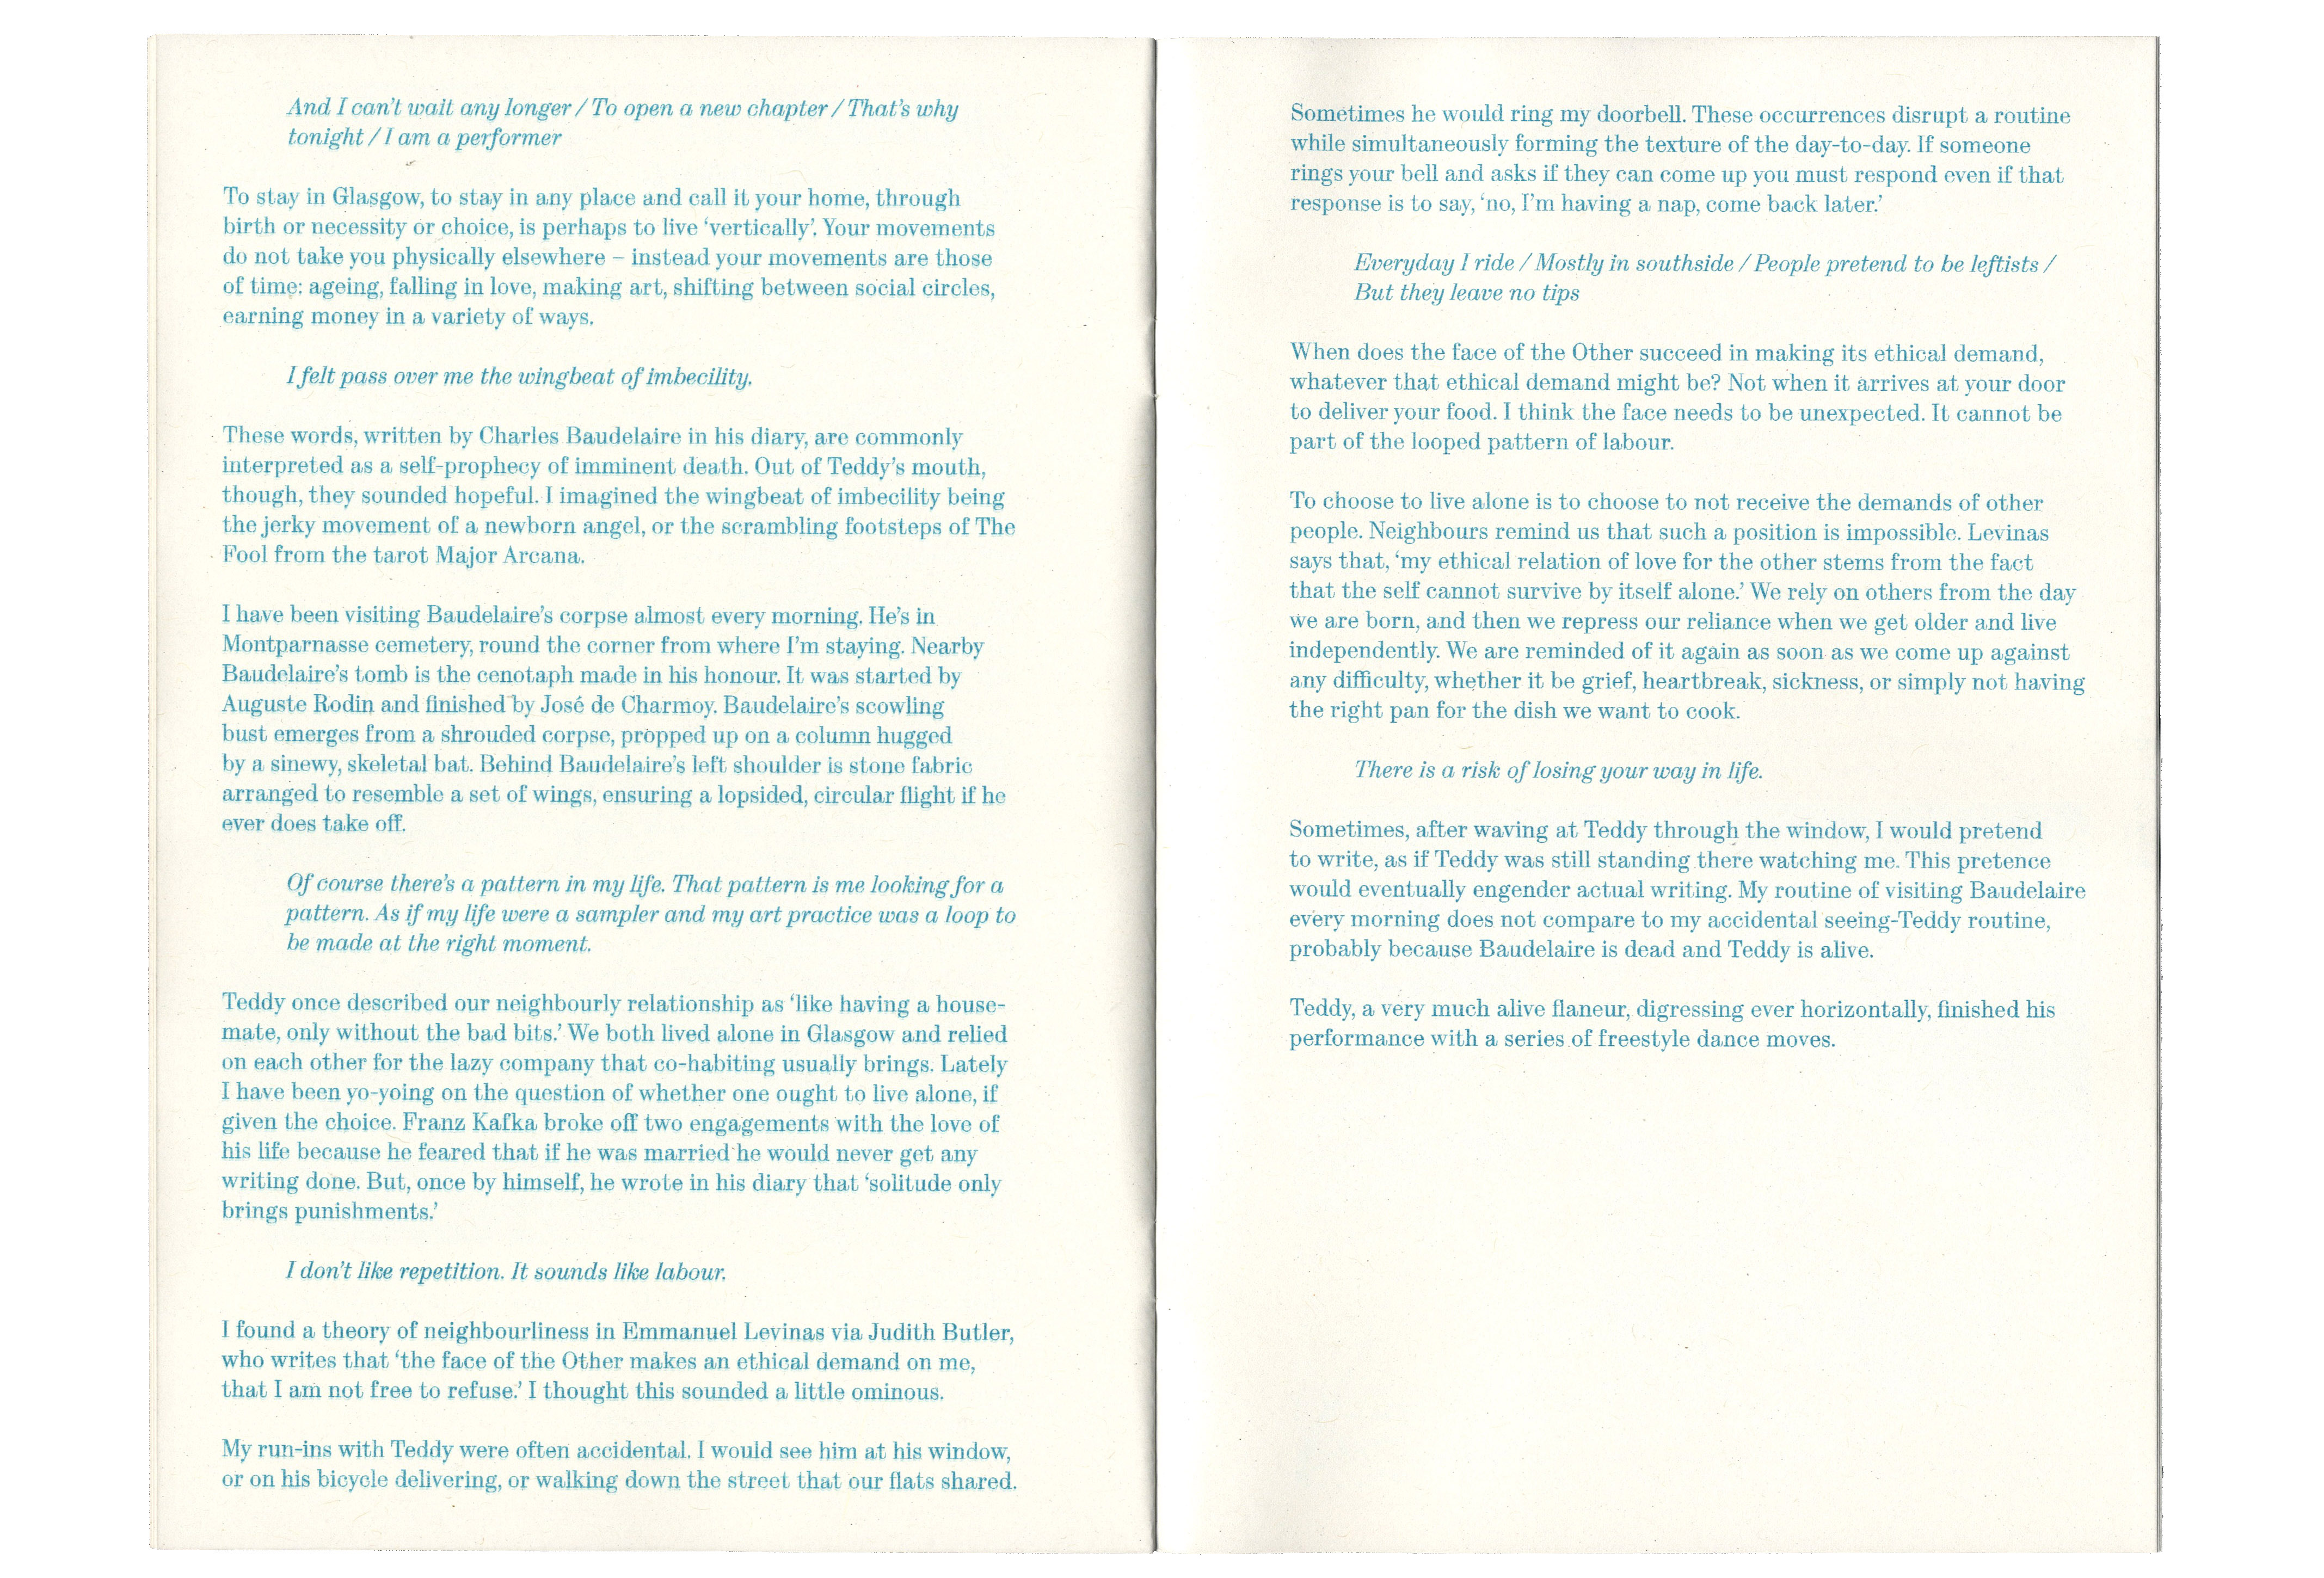 And I can't wait any longer / To open a new chapter / That's why
tonight / I am a performer
To stay in Glasgow, to stay in any place and call it your home, through
birth or necessity or choice, is perhaps to live ‘vertically’. Your movements
do not take you physically elsewhere – instead your movements are those
of time: ageing, falling in love, making art, shifting between social circles,
earning money in a variety of ways.
I felt pass over me the wingbeat of imbecility.
These words, written by Charles Baudelaire in his diary, are commonly
interpreted as a self-prophecy of imminent death. Out of Teddy’s mouth,
though, they sounded hopeful. I imagined the wingbeat of imbecility being
the jerky movement of a newborn angel, or the scrambling footsteps of The
Fool from the tarot Major Arcana.
I have been visiting Baudelaire’s corpse almost every morning. He’s in
Montparnasse cemetery, round the corner from where I’m staying. Nearby
Baudelaire’s tomb is the cenotaph made in his honour. It was started by
Auguste Rodin and finished by José de Charmoy. Baudelaire’s scowling
bust emerges from a shrouded corpse, propped up on a column hugged
by a sinewy, skeletal bat. Behind Baudelaire’s left shoulder is stone fabric
arranged to resemble a set of wings, ensuring a lopsided, circular flight if he
ever does take off.
Of course there’s a pattern in my life. That pattern is me looking for a
pattern. As if my life were a sampler and my art practice was a loop to
be made at the right moment.
Teddy once described our neighbourly relationship as ‘like having a house-
mate, only without the bad bits.’ We both lived alone in Glasgow and relied
on each other for the lazy company that co-habiting usually brings. Lately
I have been yo-yoing on the question of whether one ought to live alone, if
given the choice. Franz Kafka broke off two engagements with the love of
his life because he feared that if he was married he would never get any
writing done. But, once by himself, he wrote in his diary that ‘solitude only
brings punishments.’
I don’t like repetition. It sounds like labour.
I found a theory of neighbourliness in Emmanuel Levinas via Judith Butler,
who writes that ‘the face of the Other makes an ethical demand on me,
that I am not free to refuse.’ I thought this sounded a little ominous.
My run-ins with Teddy were often accidental. I would see him at his window,
or on his bicycle delivering, or walking down the street that our flats shared.
Sometimes he would ring my doorbell. These occurrences disrupt a routine
while simultaneously forming the texture of the day-to-day. If someone
rings your bell and asks if they can come up you must respond even if that
response is to say, ‘no, I’m having a nap, come back later.’
Everyday I ride / Mostly in southside / People pretend to be leftists /
But they leave no tips
When does the face of the Other succeed in making its ethical demand,
whatever that ethical demand might be? Not when it arrives at your door
to deliver your food. I think the face needs to be unexpected. It cannot be
part of the looped pattern of labour.
To choose to live alone is to choose to not receive the demands of other
people. Neighbours remind us that such a position is impossible. Levinas
says that, ‘my ethical relation of love for the other stems from the fact
that the self cannot survive by itself alone.’ We rely on others from the day
we are born, and then we repress our reliance when we get older and live
independently. We are reminded of it again as soon as we come up against
any difficulty, whether it be grief, heartbreak, sickness, or simply not having
the right pan for the dish we want to cook.
There is a risk of losing your way in life.
Sometimes, after waving at Teddy through the window, I would pretend
to write, as if Teddy was still standing there watching me. This pretence
would eventually engender actual writing. My routine of visiting Baudelaire
every morning does not compare to my accidental seeing-Teddy routine,
probably because Baudelaire is dead and Teddy is alive.
Teddy, a very much alive flaneur, digressing ever horizontally, finished his
performance with a series of freestyle dance moves.